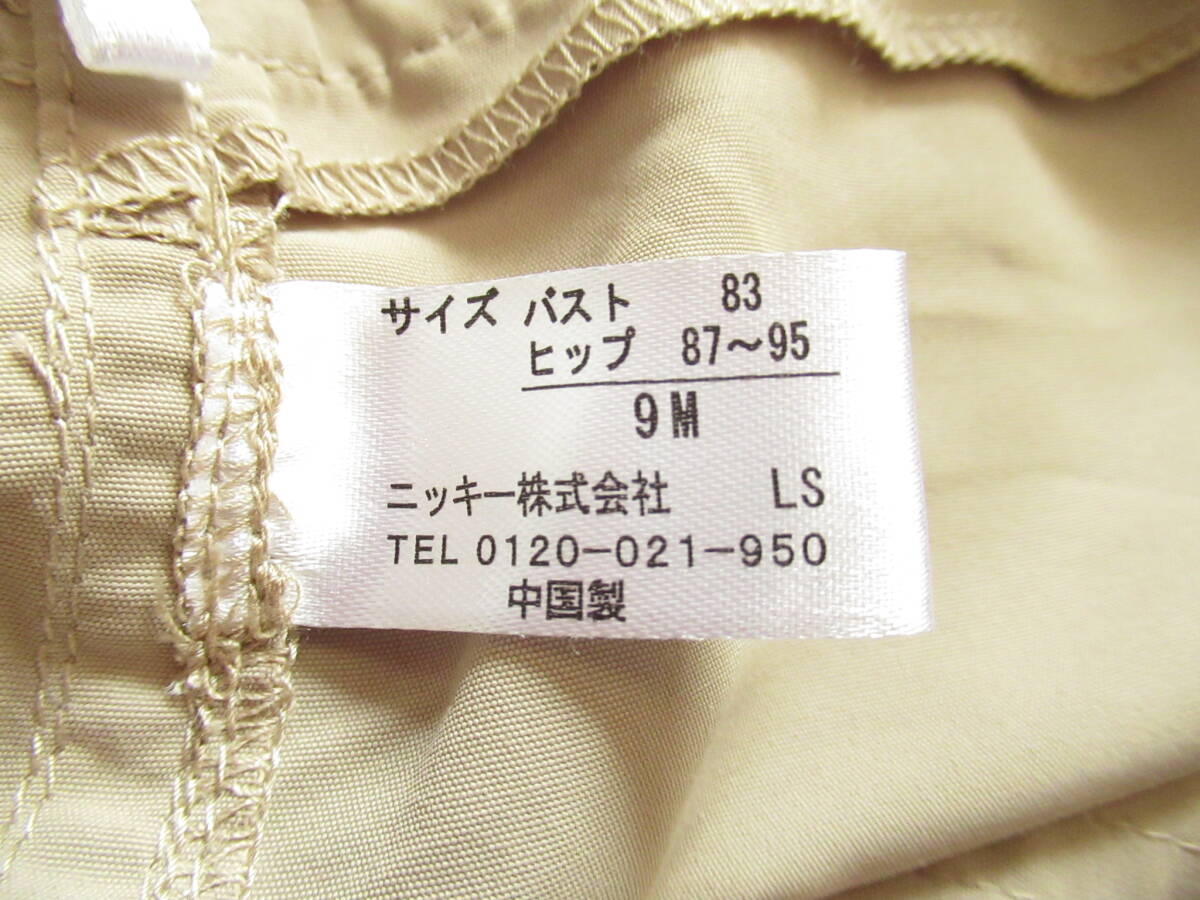 サイズ バスト 83
ヒップ 87～95
9M
ニッキー株式会社 LS
TEL 0120-021-950
中国製